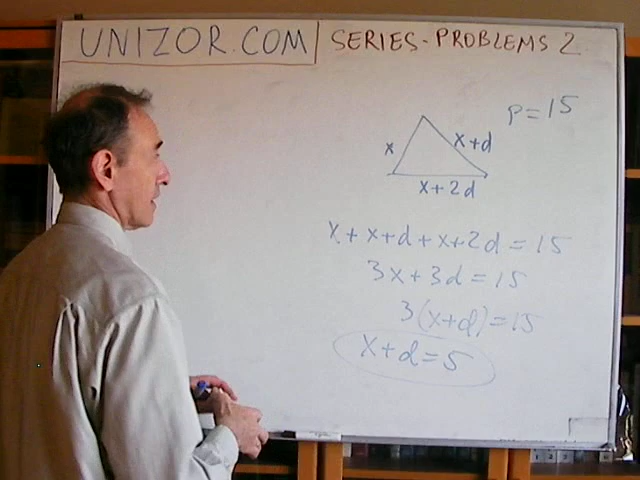 UNIZOR.COM
SERIES-PROBLEMS 2
p=15
x
x+d
x+2d
x+x+d+x+2d=15
3x+3d=15
3(x+d)=15
x+d=5